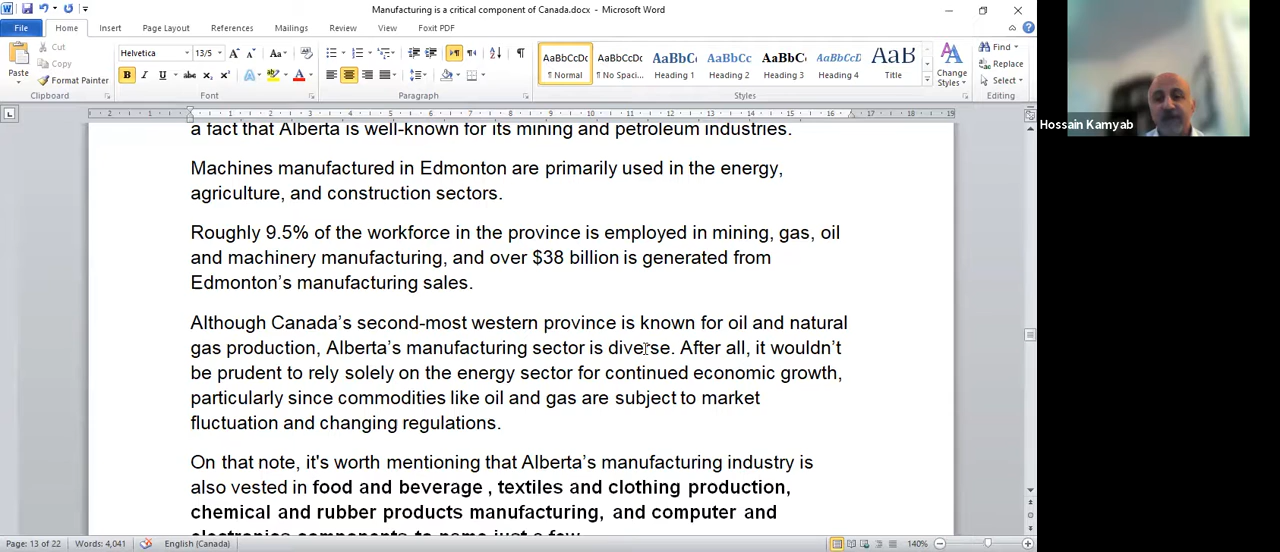 Manufacturing is a critical component of Canada.docx - Microsoft Word
File Home Insert Page Layout References Mailings Review View Foxit PDF
Cut
Copy
Paste
Format Painter
Clipboard
Helvetica 13/5
Font
Paragraph
AaBbCcDc AaBbCcDc AaBbC AaBbCc AaBbC AaBbCcD AaB
¶ Normal ¶ No Spaci... Heading 1 Heading 2 Heading 3 Heading 4 Title
Change Styles
Styles
Find
Replace
Select
Editing
Hossain Kamyab
a fact that Alberta is well-known for its mining and petroleum industries.
Machines manufactured in Edmonton are primarily used in the energy,
agriculture, and construction sectors.
Roughly 9.5% of the workforce in the province is employed in mining, gas, oil
and machinery manufacturing, and over $38 billion is generated from
Edmonton’s manufacturing sales.
Although Canada’s second-most western province is known for oil and natural
gas production, Alberta’s manufacturing sector is diverse. After all, it wouldn’t
be prudent to rely solely on the energy sector for continued economic growth,
particularly since commodities like oil and gas are subject to market
fluctuation and changing regulations.
On that note, it's worth mentioning that Alberta’s manufacturing industry is
also vested in food and beverage , textiles and clothing production,
chemical and rubber products manufacturing, and computer and
electronics components to name just a few
Page: 13 of 22 Words: 4,041 English (Canada) 140%